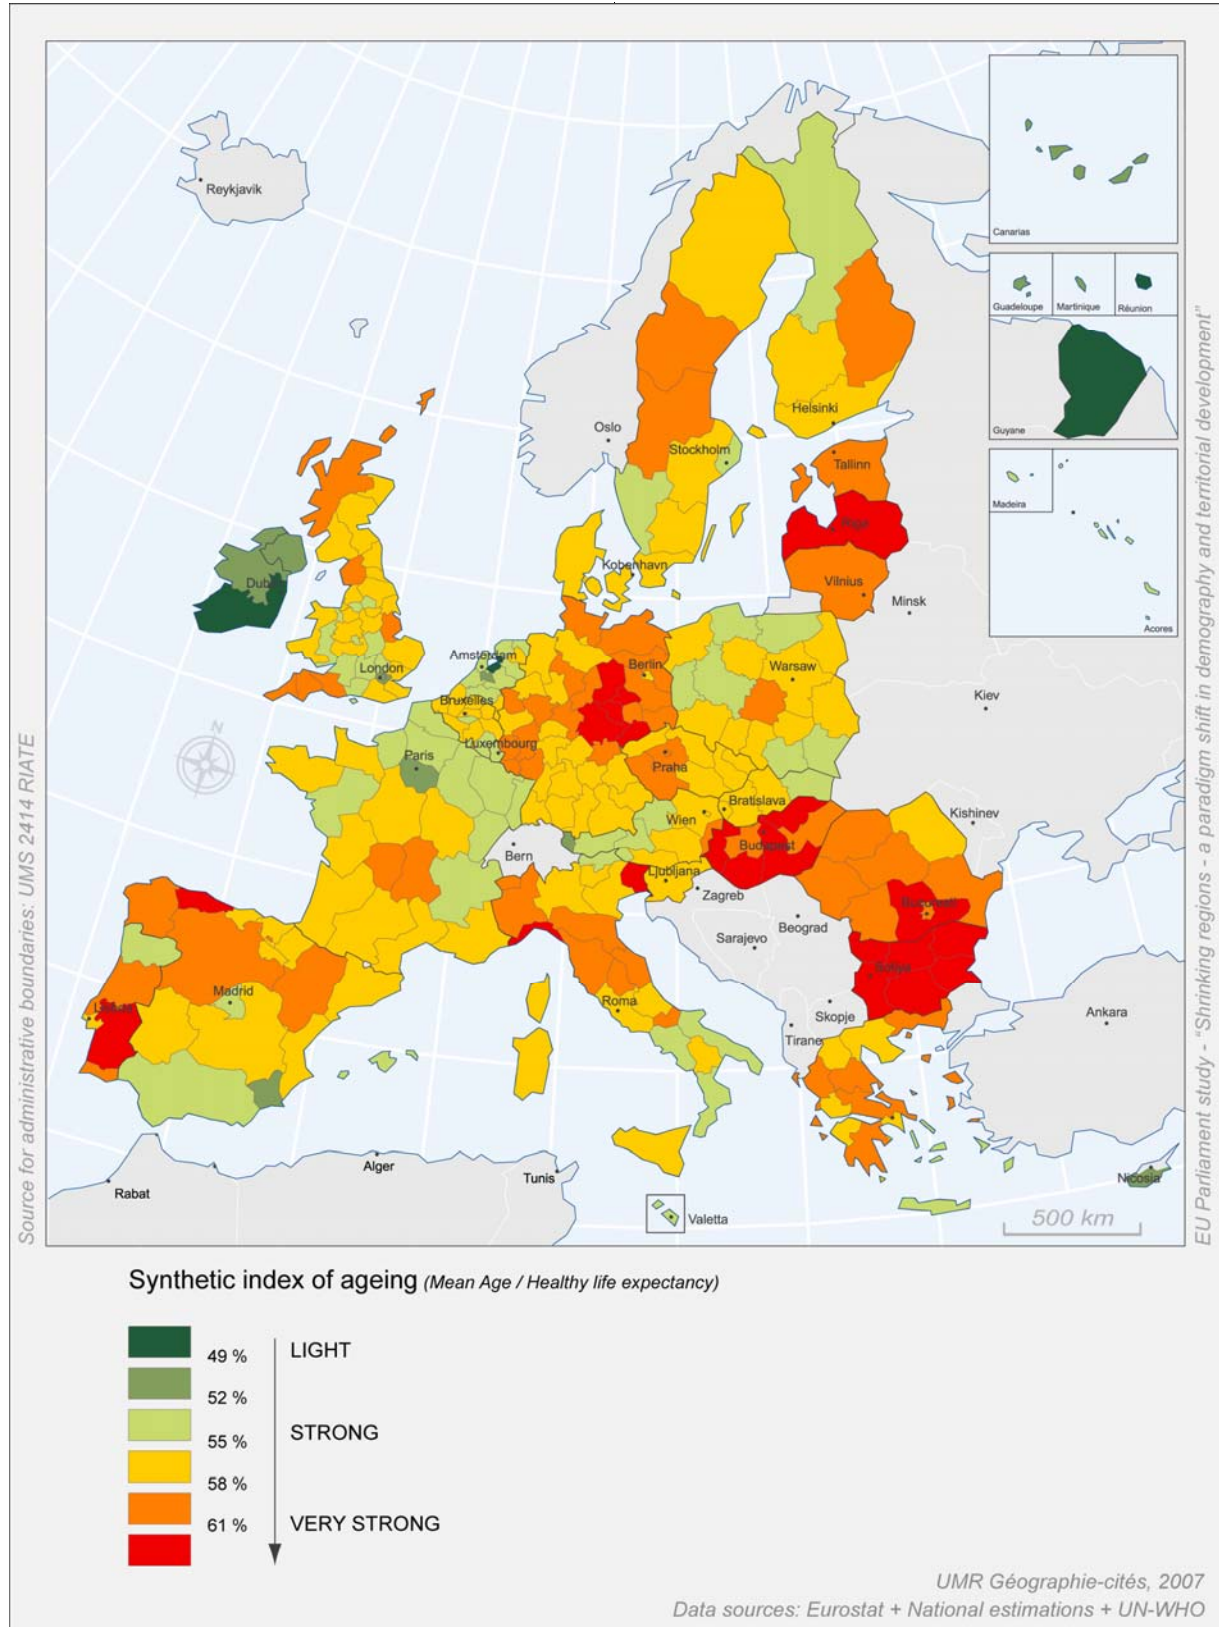 Reykjavik
Canarias
Guadeloupe
Martinique
Réunion
Guyane
Helsinki
Oslo
Stockholm
Tallinn
Madeira
Riga
Kobenhavn
Dub
Vilnius
Minsk
Acores
Amsterdam
Berlin
Warsaw
London
Bruxelles
Kiev
N
Luxembourg
Paris
Praha
Bratislava
Wien
Kishinev
Bern
Budapest
Ljubljana
Zagreb
Bucuresti
Beograd
Sarajevo
Sofiya
Madrid
Roma
Lisboa
Skopje
Ankara
Tirane
Alger
Tunis
Nicosia
Rabat
Valetta
500 km
Source for administrative boundaries: UMS 2414 RIATE
EU Parliament study - "Shrinking regions - a paradigm shift in demography and territorial development"
Synthetic index of ageing (Mean Age / Healthy life expectancy)
49 %
LIGHT
52 %
55 %
STRONG
58 %
61 %
VERY STRONG
UMR Géographie-cités, 2007
Data sources: Eurostat + National estimations + UN-WHO